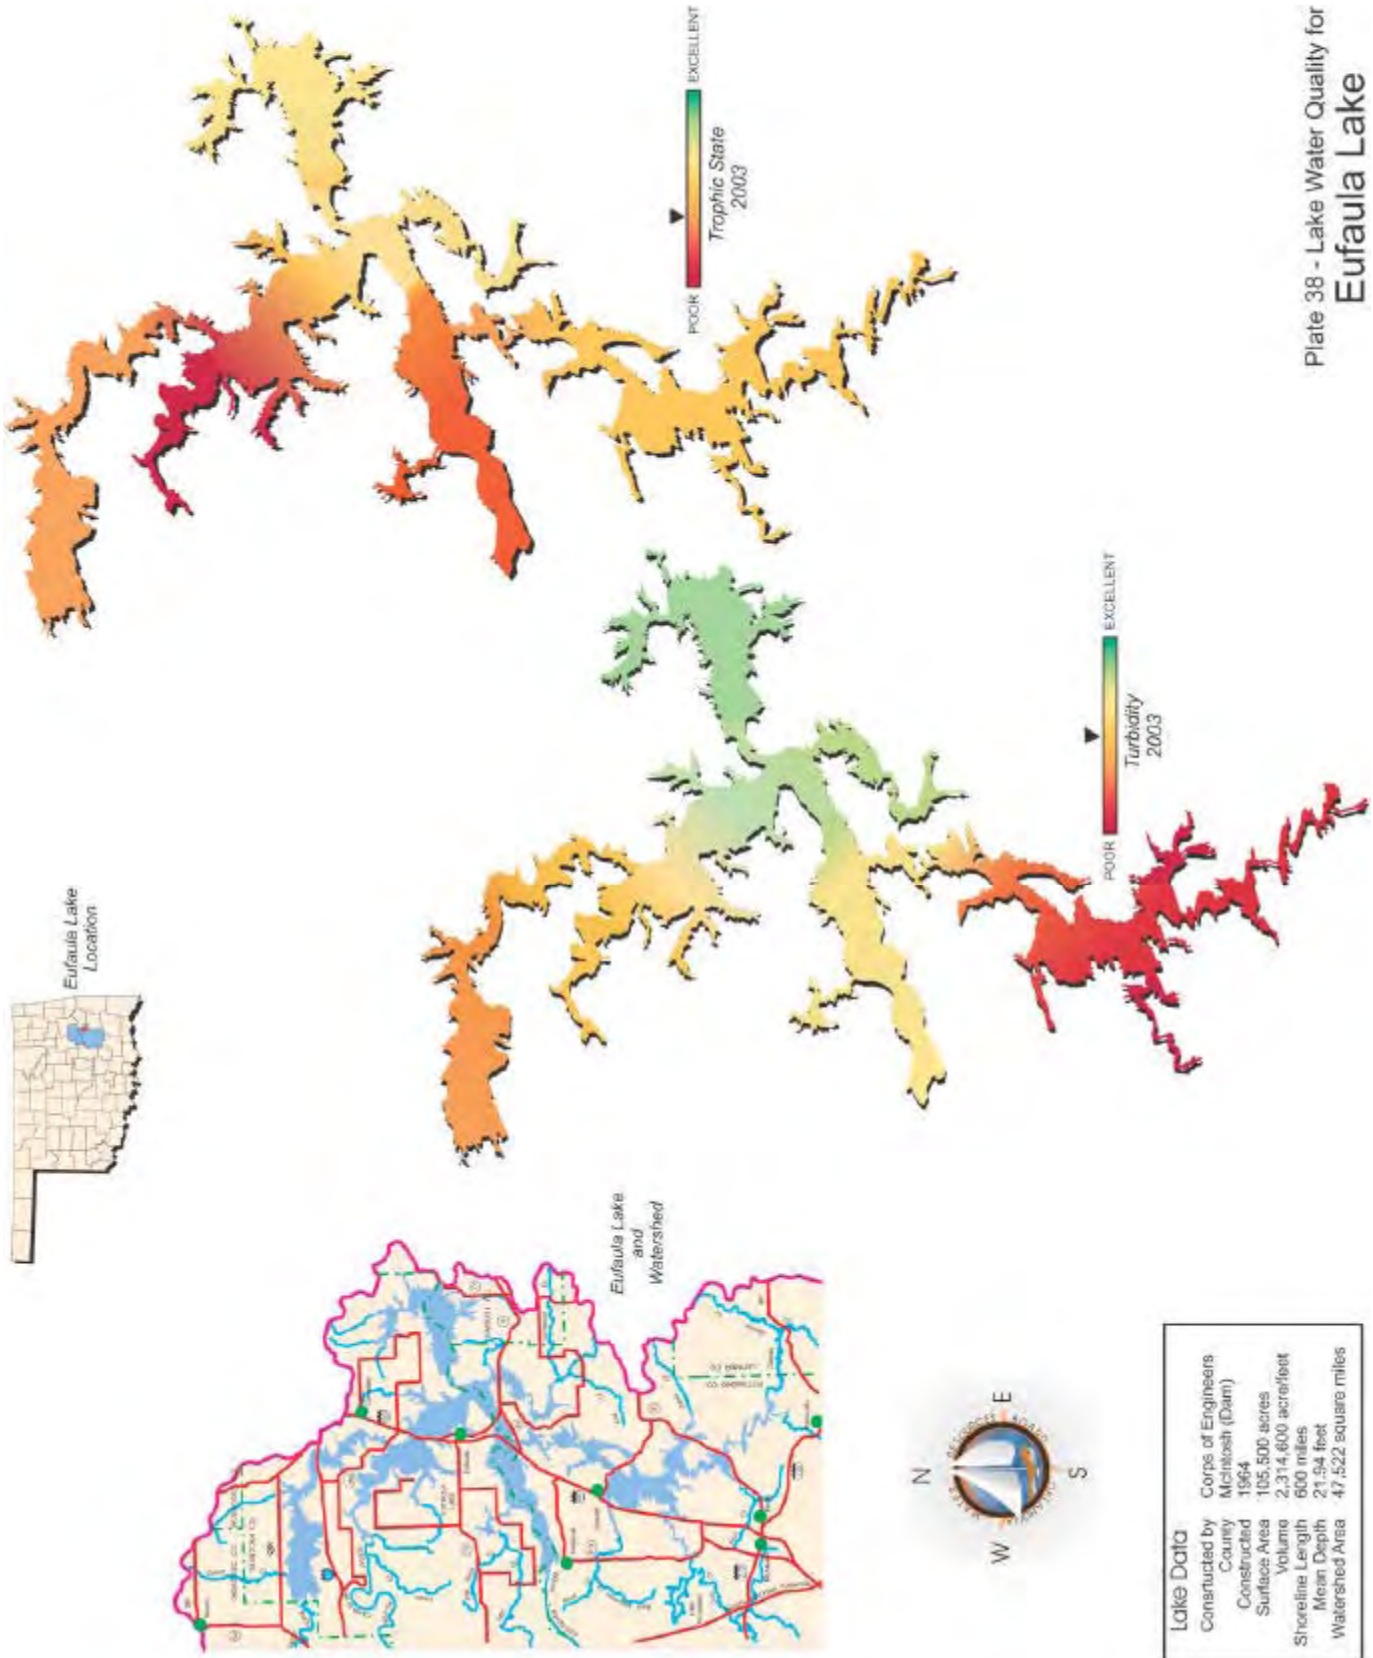 Plate 38 - Lake Water Quality for
Eufaula Lake
Eufaula Lake
Location
POOR
EXCELLENT
Trophic State
2003
POOR
EXCELLENT
Turbidity
2003
Eufaula Lake
and
Watershed
N
W
E
S
Lake Data
Constructed by Corps of Engineers
County McIntosh (Dam)
Constructed 1964
Surface Area 105,500 acres
Volume 2,314,600 acre/feet
Shoreline Length 600 miles
Mean Depth 21.94 feet
Watershed Area 47,522 square miles